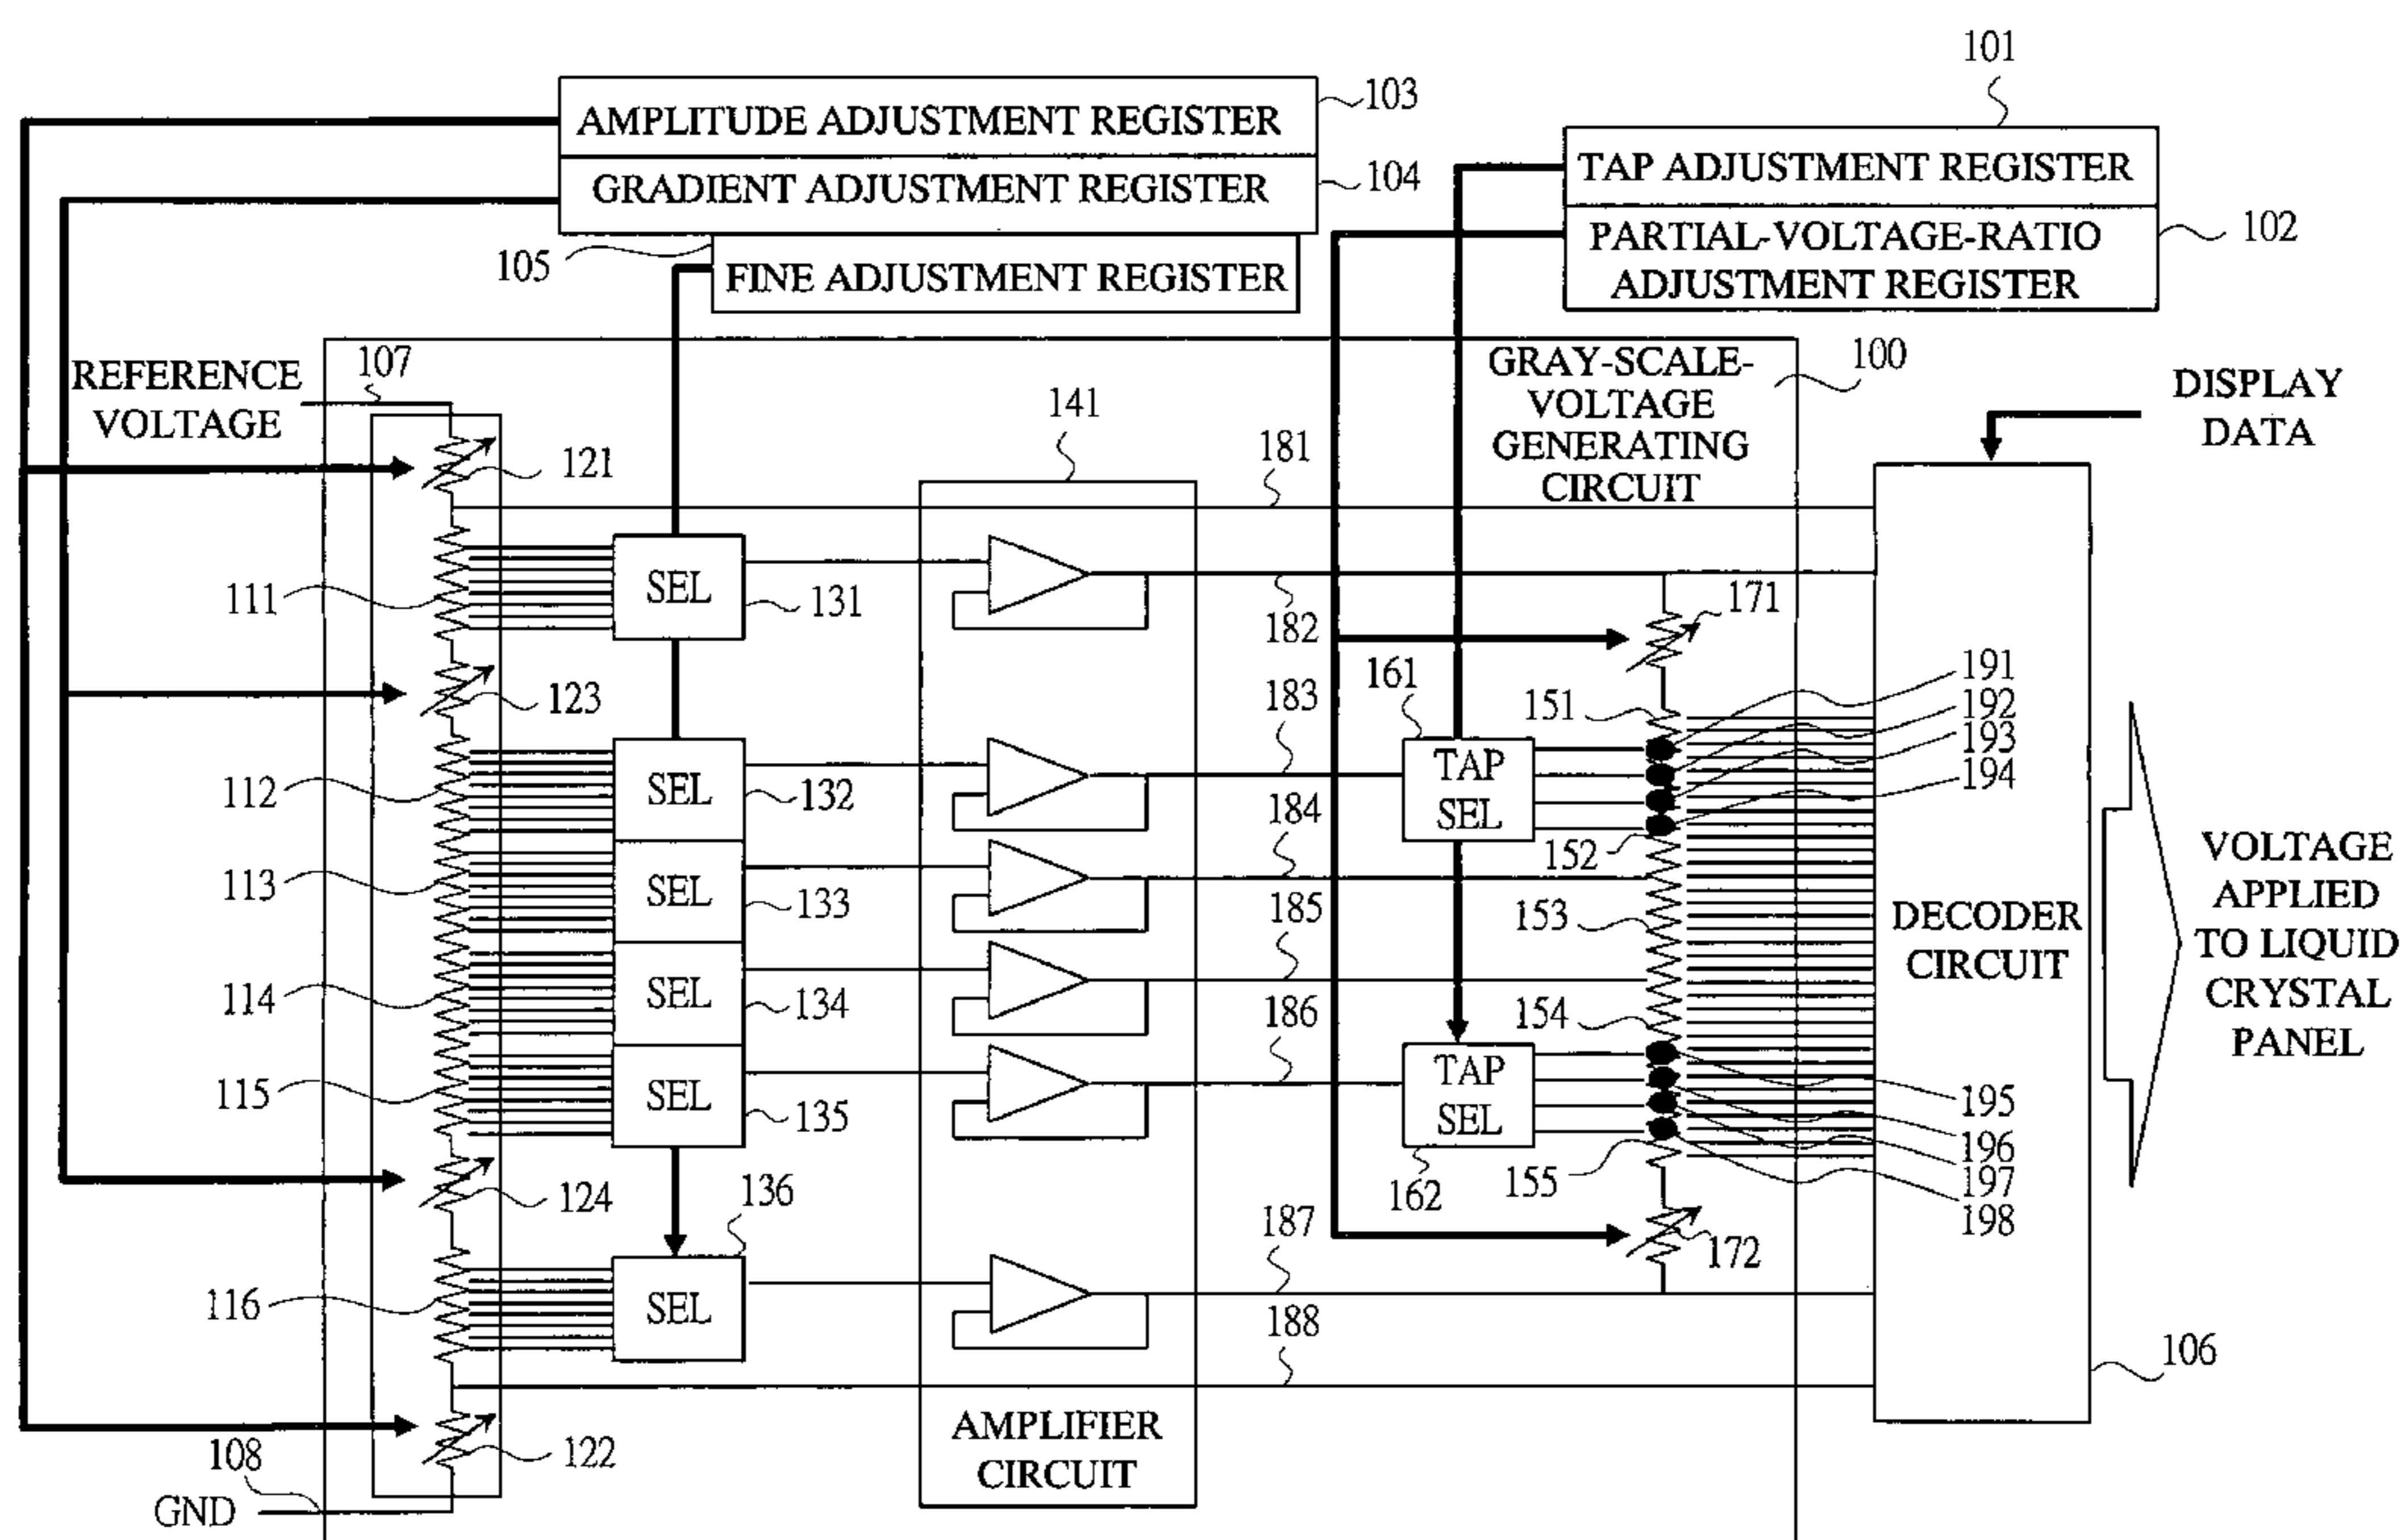 101
103
AMPLITUDE ADJUSTMENT REGISTER
TAP ADJUSTMENT REGISTER
GRADIENT ADJUSTMENT REGISTER
104
PARTIAL-VOLTAGE-RATIO
ADJUSTMENT REGISTER
102
105
FINE ADJUSTMENT REGISTER
REFERENCE
VOLTAGE
107
GRAY-SCALE-
VOLTAGE
GENERATING
CIRCUIT
100
DISPLAY
DATA
141
181
121
111
SEL
131
182
171
123
161
183
151
191
192
193
194
112
SEL
132
TAP
SEL
184
152
113
SEL
133
185
153
DECODER
CIRCUIT
VOLTAGE
APPLIED
TO LIQUID
CRYSTAL
PANEL
114
SEL
134
186
154
115
SEL
135
TAP
SEL
195
196
197
198
124
136
162
155
187
172
116
SEL
188
106
AMPLIFIER
CIRCUIT
122
108
GND